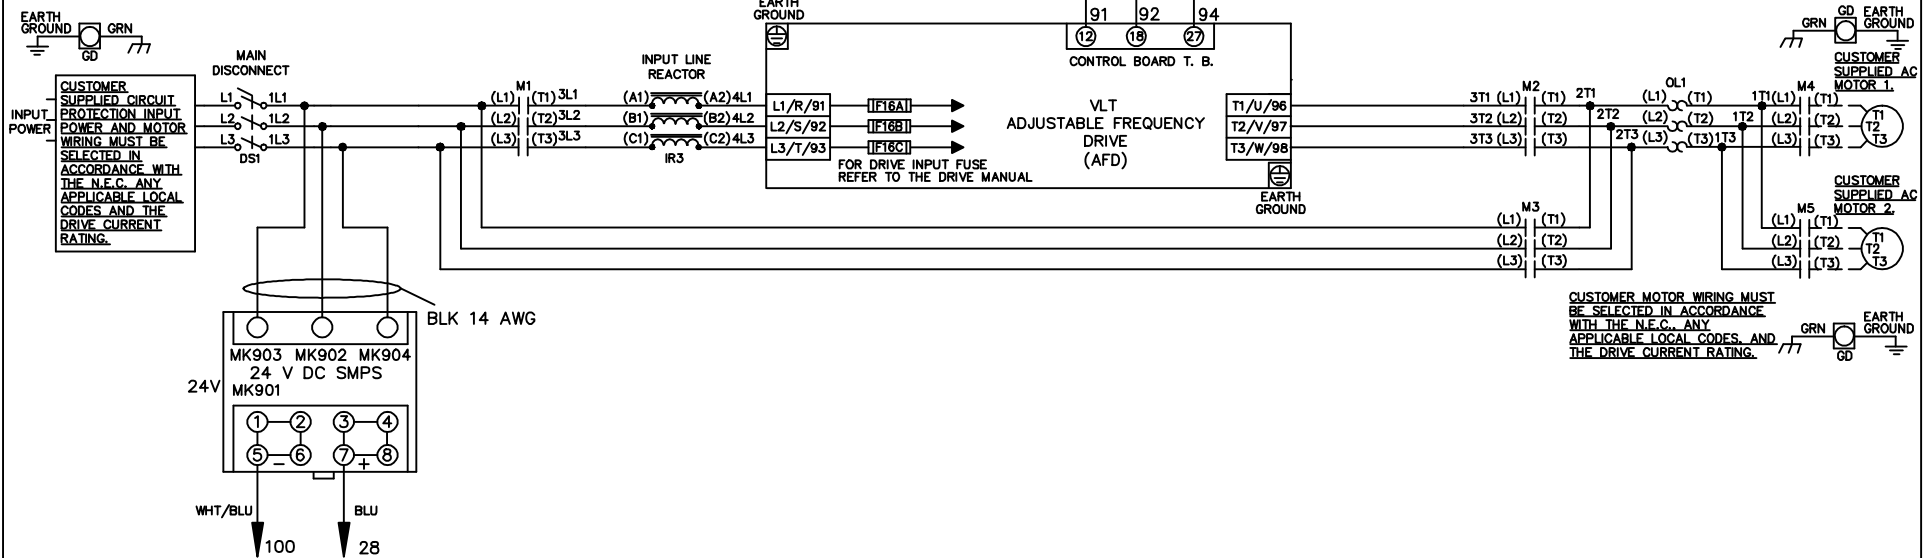 EARTH
GROUND
GRN
GD
EARTH
GROUND
91
92
94
12
18
27
CONTROL BOARD T. B.
GD
EARTH
GRN
GROUND
INPUT
POWER
CUSTOMER
SUPPLIED CIRCUIT
PROTECTION INPUT
POWER AND MOTOR
WIRING MUST BE
SELECTED IN
ACCORDANCE WITH
THE N.E.C. ANY
APPLICABLE LOCAL
CODES AND THE
DRIVE CURRENT
RATING.
MAIN
DISCONNECT
L1 1L1
L2 1L2
L3 1L3
DS1
M1
(L1) (T1) 3L1
(L2) (T2) 3L2
(L3) (T3) 3L3
INPUT LINE
REACTOR
(A1) (A2) 4L1
(B1) (B2) 4L2
(C1) (C2) 4L3
IR3
L1/R/91
L2/S/92
L3/T/93
F16A
F16B
F16C
FOR DRIVE INPUT FUSE
REFER TO THE DRIVE MANUAL
VLT
ADJUSTABLE FREQUENCY
DRIVE
(AFD)
T1/U/96
T2/V/97
T3/W/98
EARTH
GROUND
M2
3T1 (L1) (T1) 2T1
3T2 (L2) (T2) 2T2
3T3 (L3) (T3) 2T3
OL1
(L1) (T1) 1T1
(L2) (T2) 1T2
(L3) (T3) 1T3
M4
(L1) (T1)
(L2) (T2)
(L3) (T3)
CUSTOMER
SUPPLIED AC
MOTOR 1.
T1
T2
T3
M3
(L1) (T1)
(L2) (T2)
(L3) (T3)
M5
(L1) (T1)
(L2) (T2)
(L3) (T3)
CUSTOMER
SUPPLIED AC
MOTOR 2.
T1
T2
T3
CUSTOMER MOTOR WIRING MUST
BE SELECTED IN ACCORDANCE
WITH THE N.E.C., ANY
APPLICABLE LOCAL CODES, AND
THE DRIVE CURRENT RATING.
GRN
GD
EARTH
GROUND
BLK 14 AWG
MK903 MK902 MK904
24 V DC SMPS
24V
MK901
1 2 3 4
5 6 7 8
- +
WHT/BLU
BLU
100
28